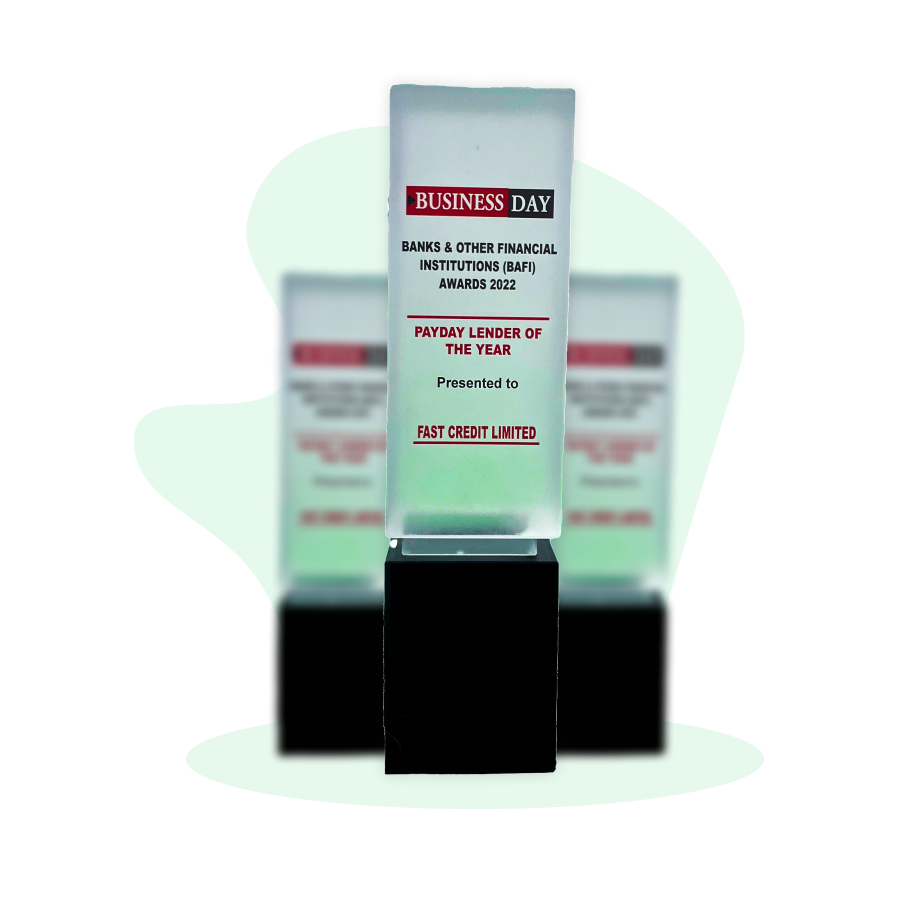 BUSINESS DAY
BANKS & OTHER FINANCIAL
INSTITUTIONS (BAFI)
AWARDS 2022
PAYDAY LENDER OF
THE YEAR
Presented to
FAST CREDIT LIMITED